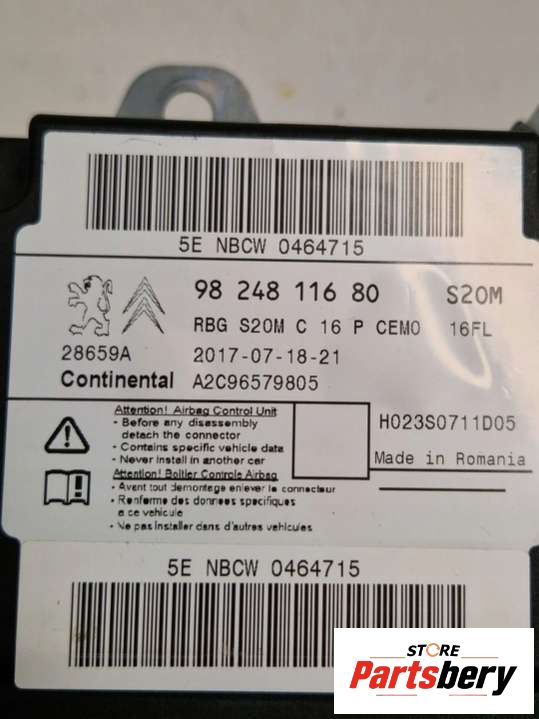 5E NBCW 0464715
98 248 116 80 S20M
RBG S20M C 16 P CEMO 16FL
28659A 2017-07-18-21
Continental A2C96579805
Attention! Airbag Control Unit
- Before any disassembly
detach the connector
- Contains specific vehicle data
- Never install in another car
H023S0711D05
Made in Romania
Attention! Boitier Controle Airbag
- Avant tout demontage enlever le connecteur
- Renferme des donnees specifiques
a ce vehicule
- Ne pas installer dans d'autres vehicules
5E NBCW 0464715
STORE
Partsbery